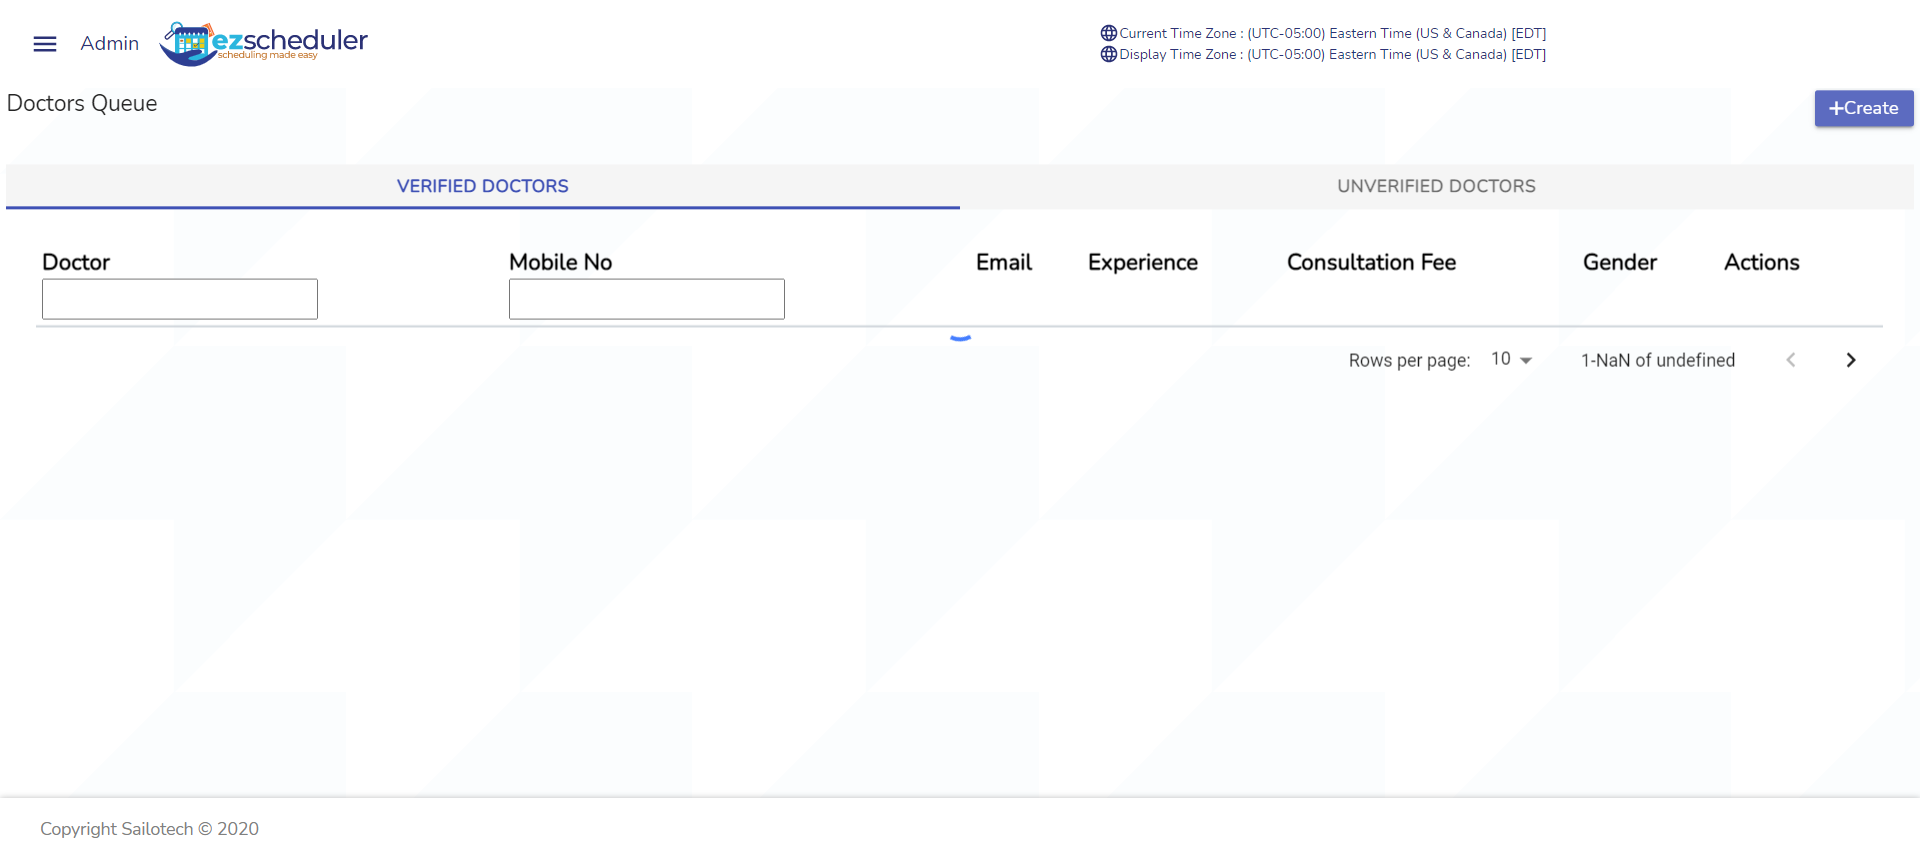 Admin
ezscheduler
scheduling made easy
Current Time Zone : (UTC-05:00) Eastern Time (US & Canada) [EDT]
Display Time Zone : (UTC-05:00) Eastern Time (US & Canada) [EDT]
Doctors Queue
+Create
VERIFIED DOCTORS
UNVERIFIED DOCTORS
Doctor
Mobile No
Email
Experience
Consultation Fee
Gender
Actions
Rows per page: 10
1-NaN of undefined
Copyright Sailotech © 2020